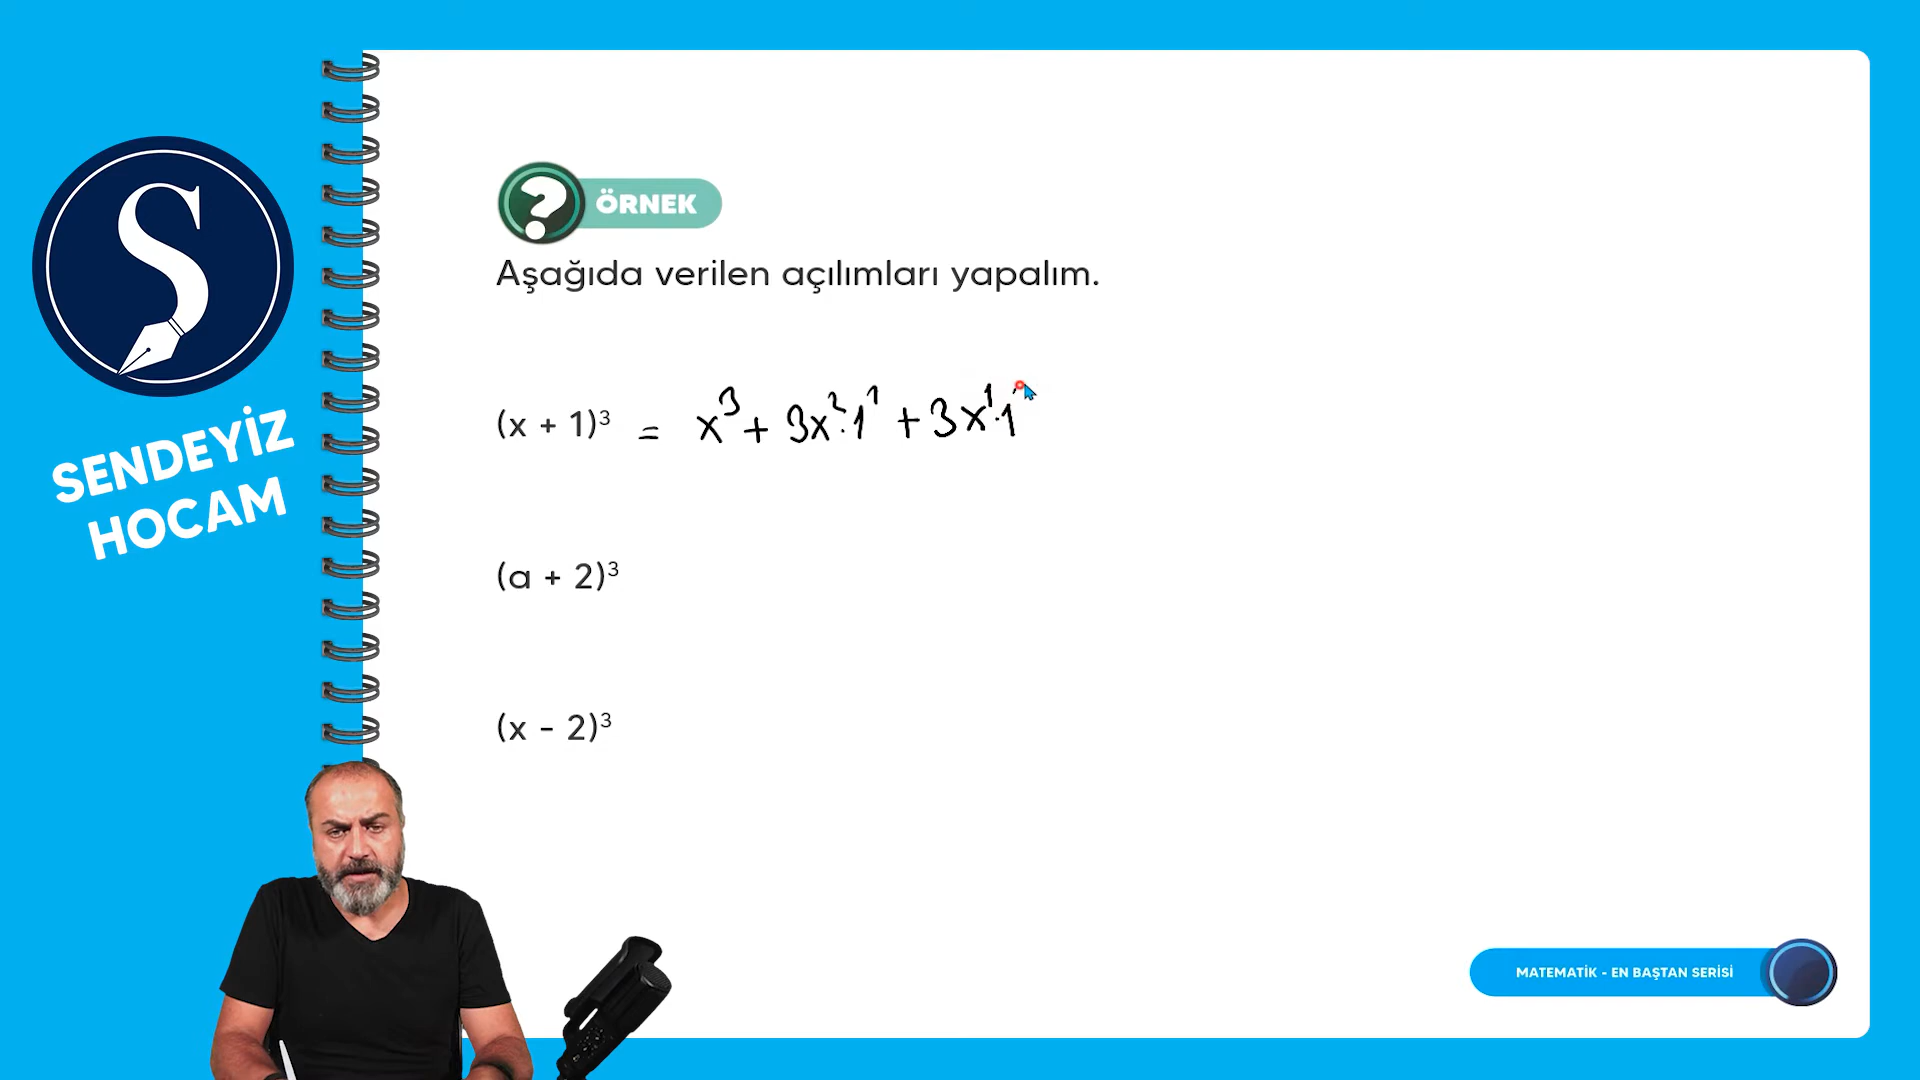 S
SENDEYİZ
HOCAM
? ÖRNEK
Aşağıda verilen açılımları yapalım.
(x + 1)³ = x³ + 3x²·1¹ + 3x¹·1
(a + 2)³
(x - 2)³
MATEMATİK - EN BAŞTAN SERİSİ